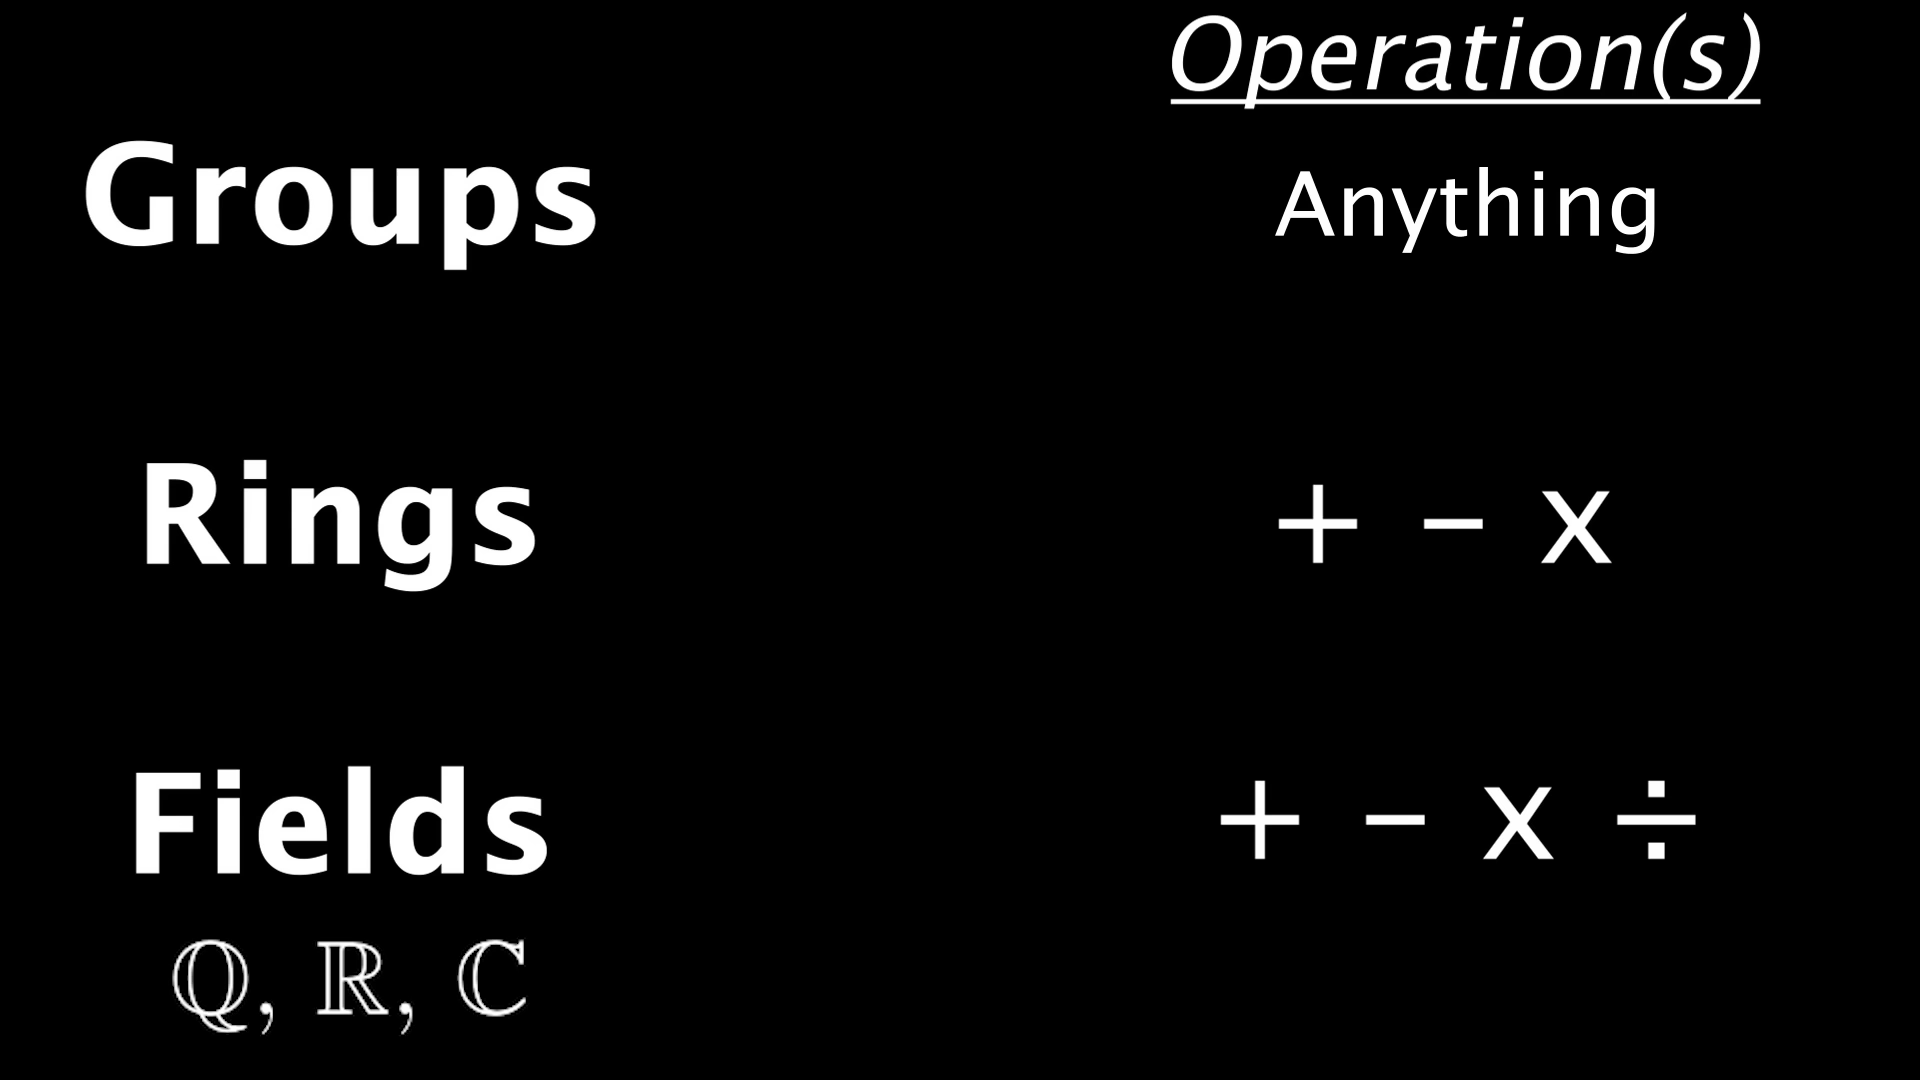 Operation(s)
Groups Anything
Rings + – x
Fields + – x ÷
ℚ, ℝ, ℂ